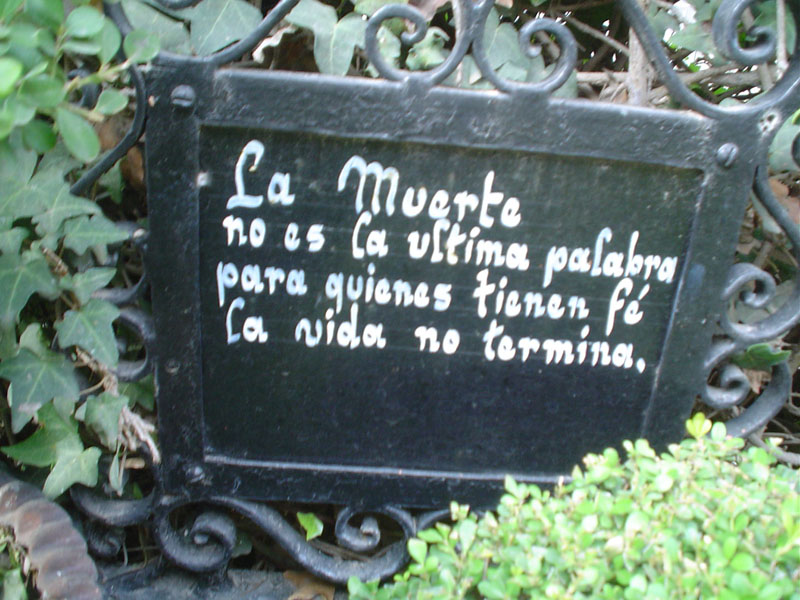 La Muerte
no es la ultima palabra
para quienes tienen fé
la vida no termina.